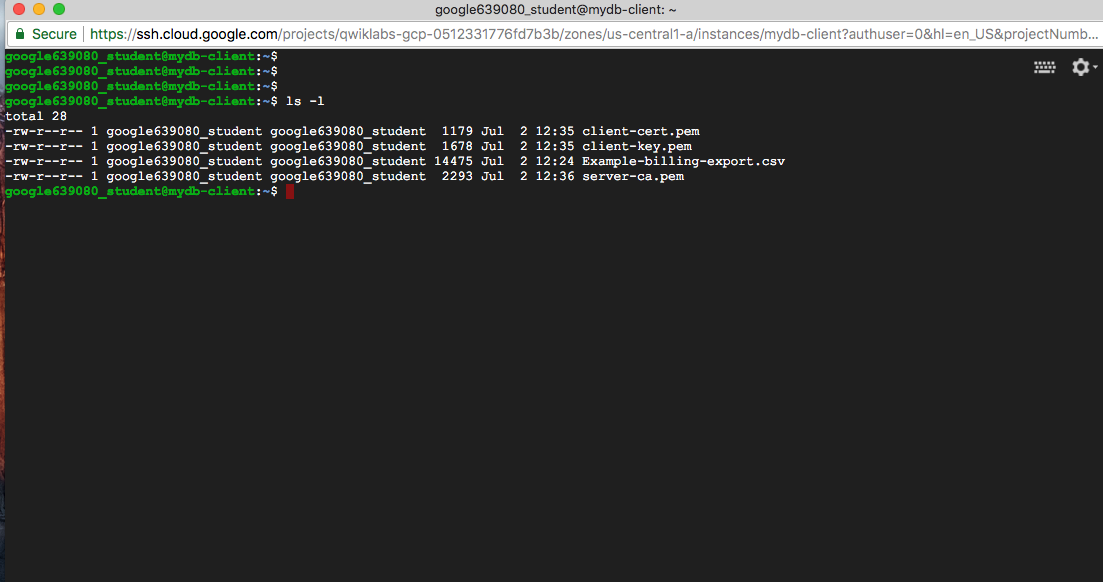 google639080_student@mydb-client: ~
Secure https://ssh.cloud.google.com/projects/qwiklabs-gcp-0512331776fd7b3b/zones/us-central1-a/instances/mydb-client?authuser=0&hl=en_US&projectNumb...
google639080_student@mydb-client:~$
google639080_student@mydb-client:~$
google639080_student@mydb-client:~$
google639080_student@mydb-client:~$ ls -l
total 28
-rw-r--r-- 1 google639080_student google639080_student  1179 Jul  2 12:35 client-cert.pem
-rw-r--r-- 1 google639080_student google639080_student  1678 Jul  2 12:35 client-key.pem
-rw-r--r-- 1 google639080_student google639080_student 14475 Jul  2 12:24 Example-billing-export.csv
-rw-r--r-- 1 google639080_student google639080_student  2293 Jul  2 12:36 server-ca.pem
google639080_student@mydb-client:~$